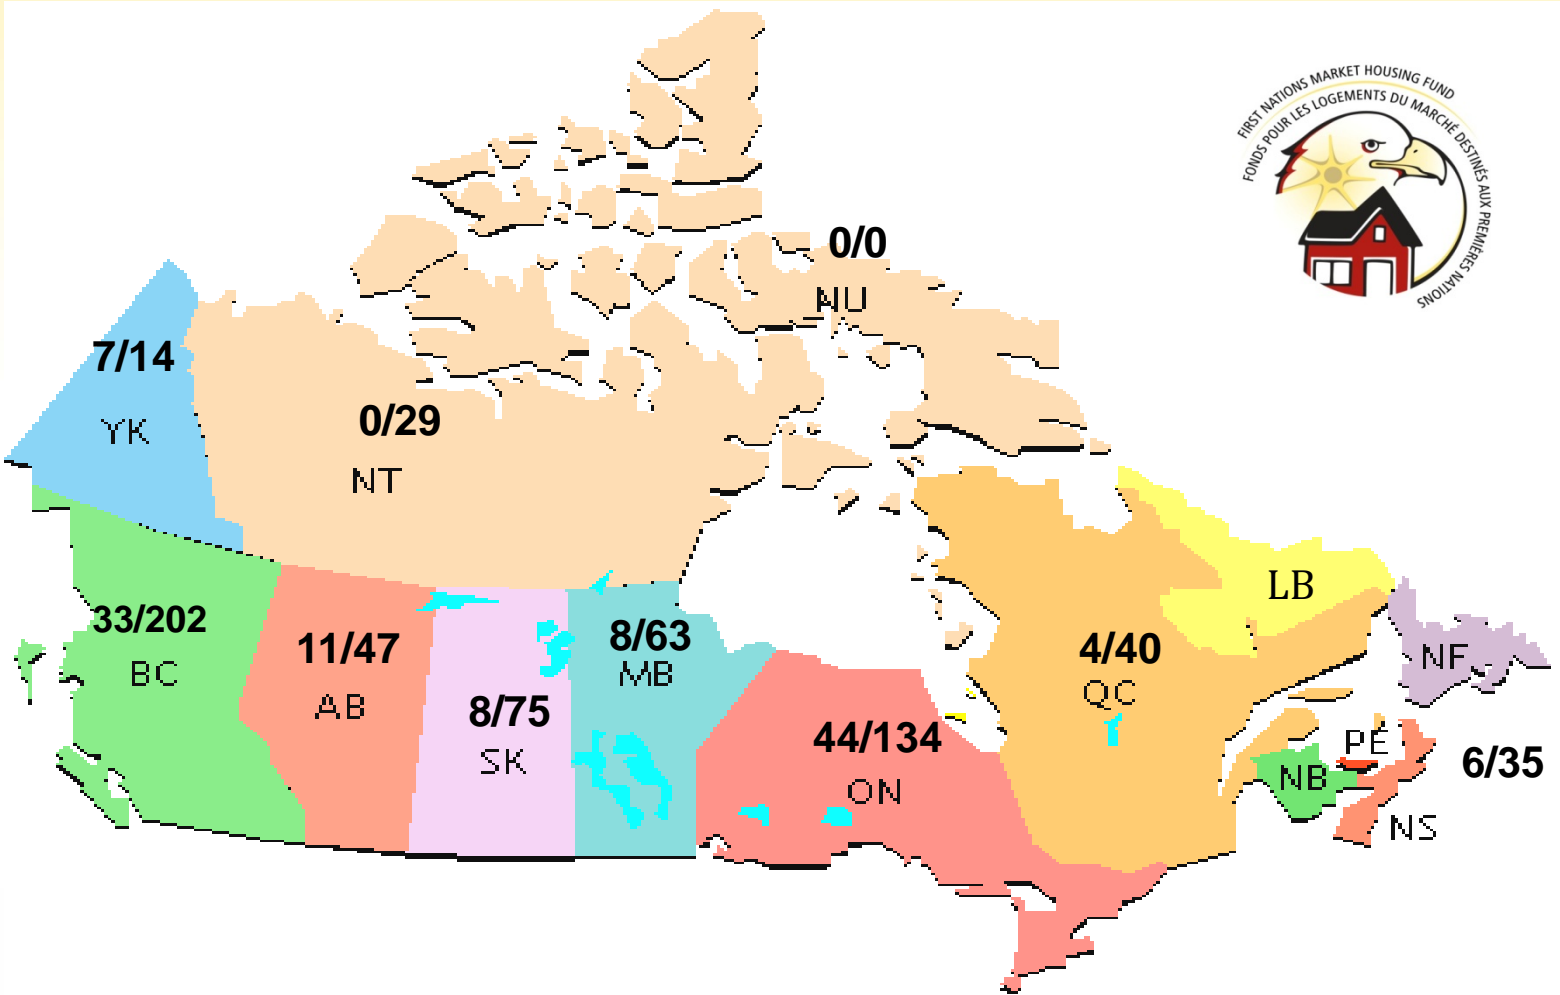 FIRST NATIONS MARKET HOUSING FUND
FONDS POUR LES LOGEMENTS DU MARCHÉ DESTINÉS AUX PREMIÈRES NATIONS
0/0
NU
7/14
YK
0/29
NT
33/202
BC
11/47
AB
8/75
SK
8/63
MB
44/134
ON
4/40
QC
LB
NF
PE
NB
NS
6/35